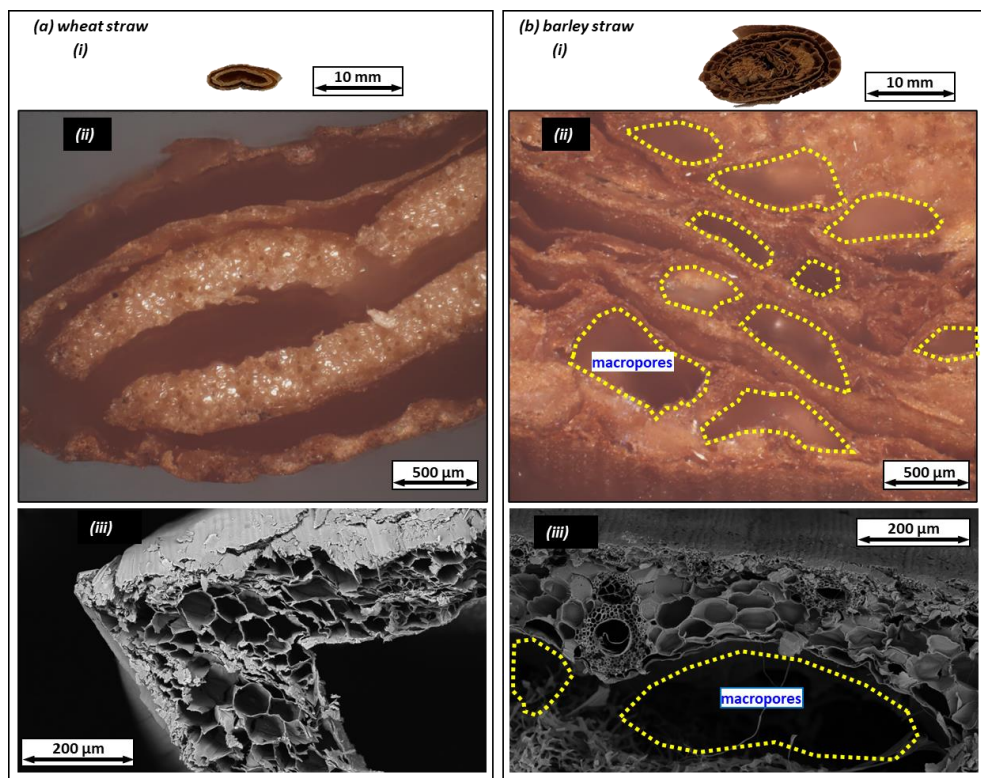 (a) wheat straw
(i)
10 mm
(ii)
500 µm
(iii)
200 µm
(b) barley straw
(i)
10 mm
(ii)
macropores
500 µm
(iii)
200 µm
macropores